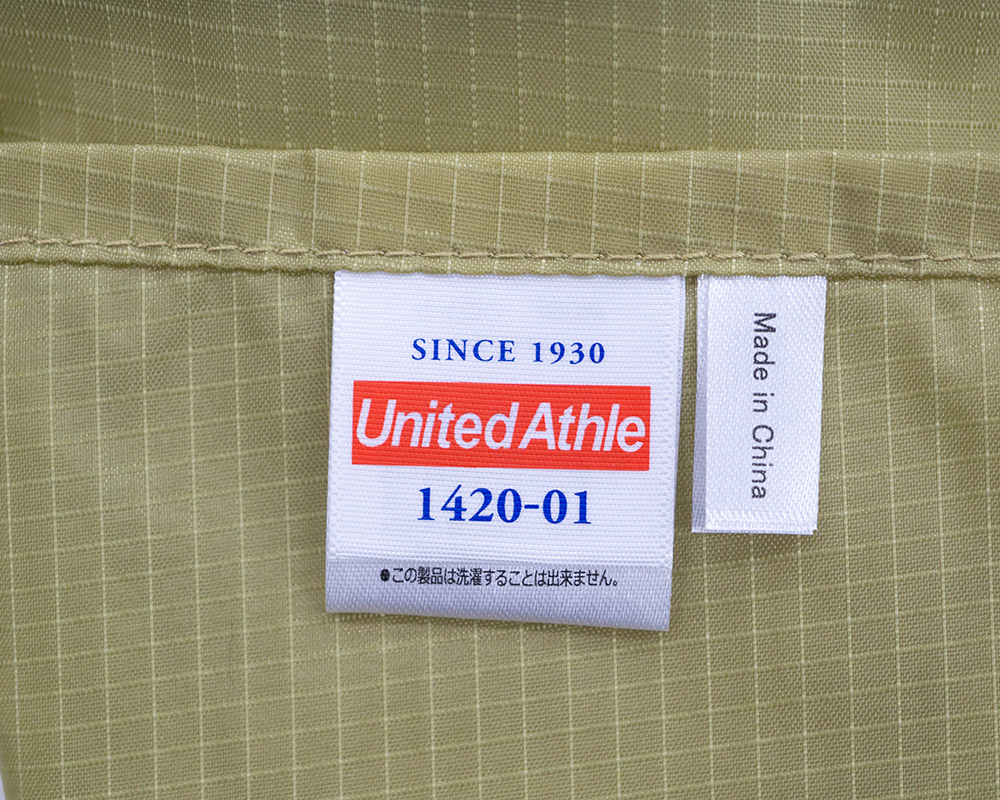 SINCE 1930
United Athle
1420-01
●この製品は洗濯することは出来ません。
Made in China